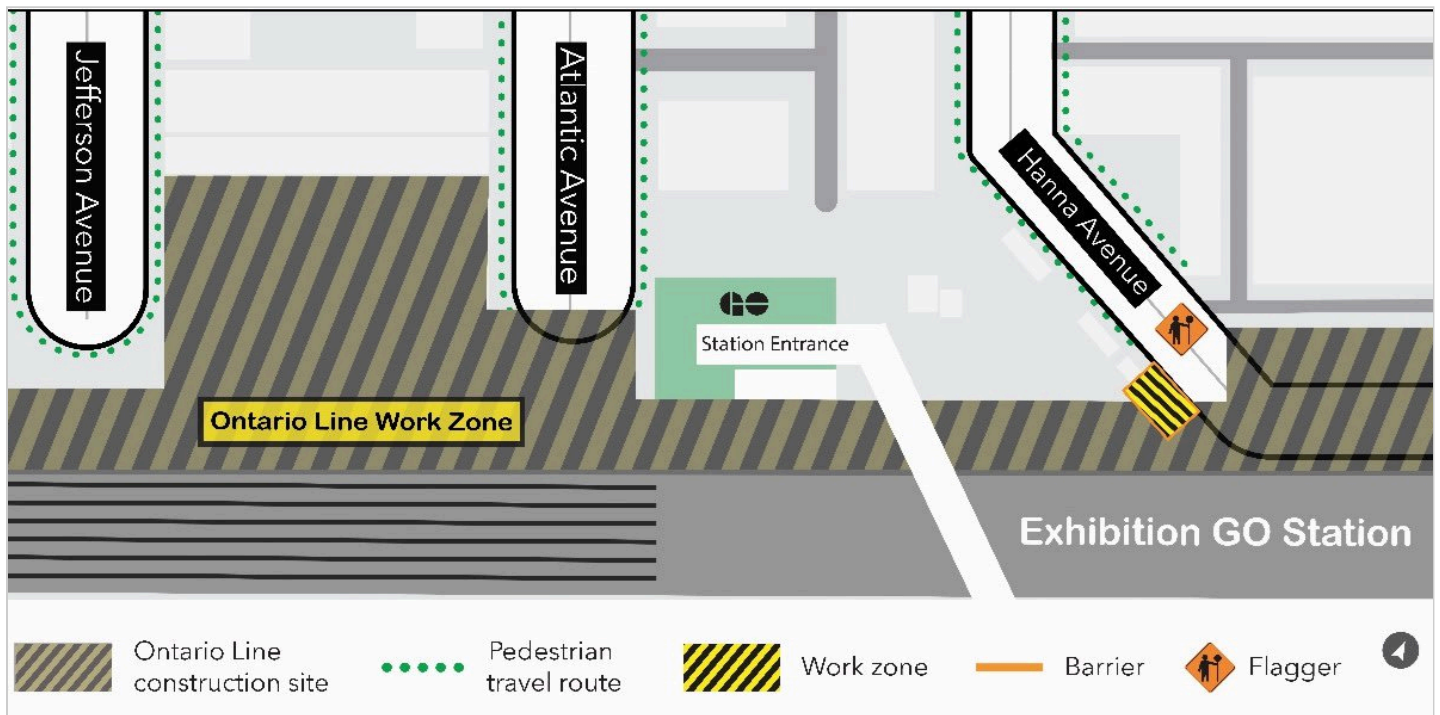 Jefferson Avenue
Atlantic Avenue
Hanna Avenue
GO
Station Entrance
Ontario Line Work Zone
Exhibition GO Station
Ontario Line
construction site
Pedestrian
travel route
Work zone
Barrier
Flagger